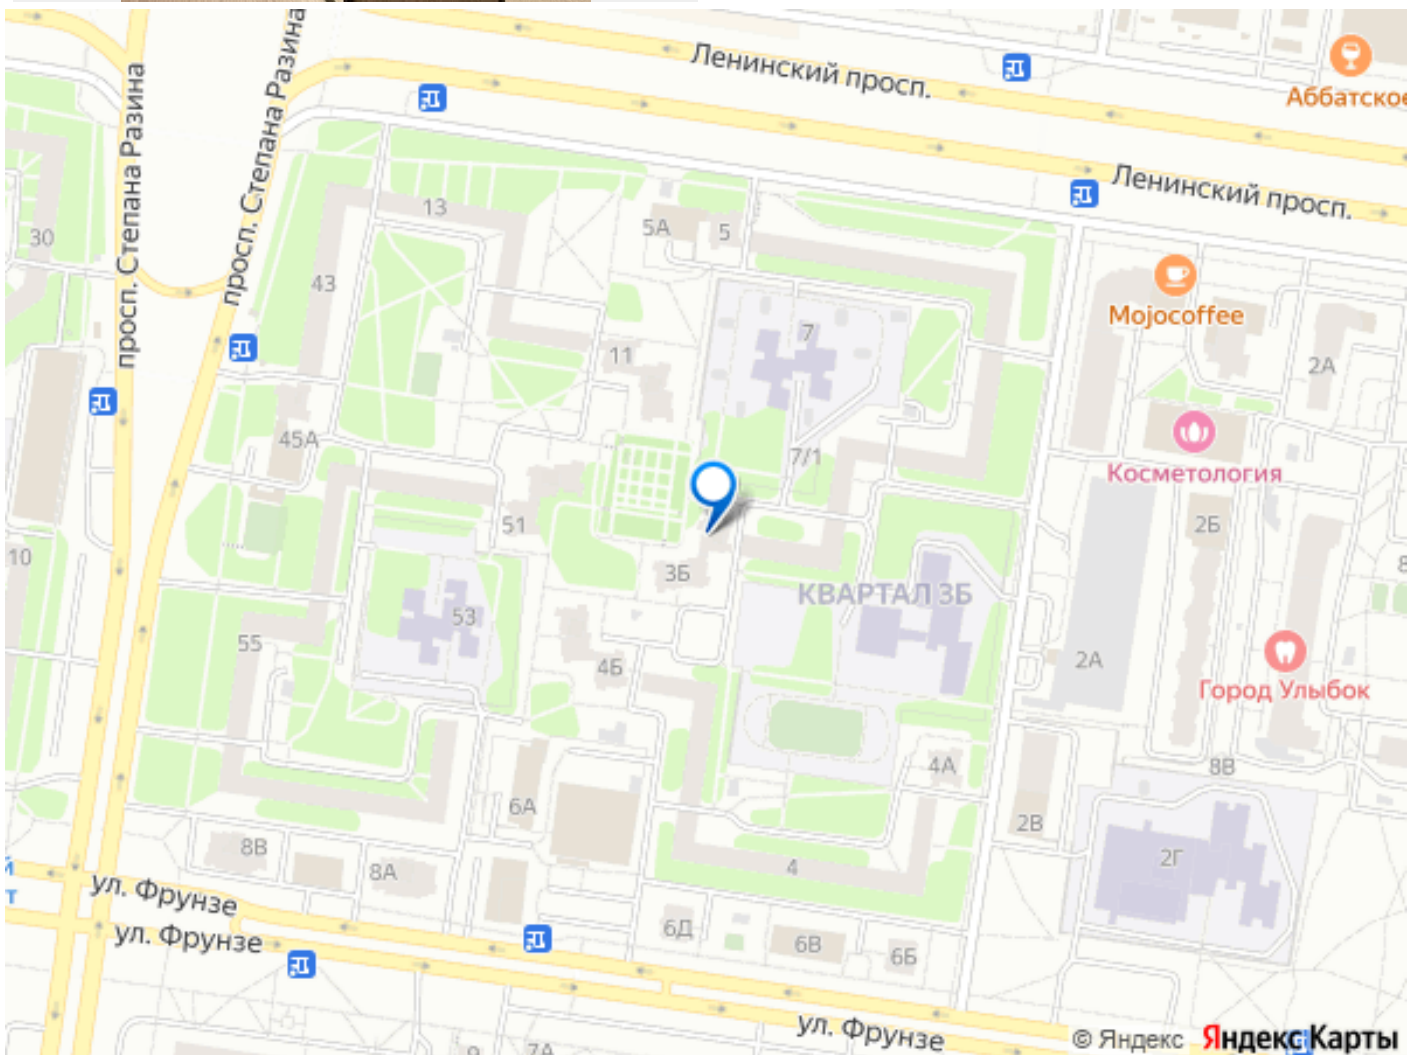 Ленинский просп.
Аббатское
просп. Степана Разина
просп. Степана Разина
Ленинский просп.
13
5А
5
30
43
Mojocoffee
7
11
2А
45А
7/1
Косметология
51
2Б
10
3Б
КВАРТАЛ 3Б
53
55
4Б
2А
Город Улыбок
4А
8В
6А
2В
8В
8А
4
2Г
ул. Фрунзе
ул. Фрунзе
6Д
6В
6Б
ул. Фрунзе
7А
© Яндекс Яндекс Карты